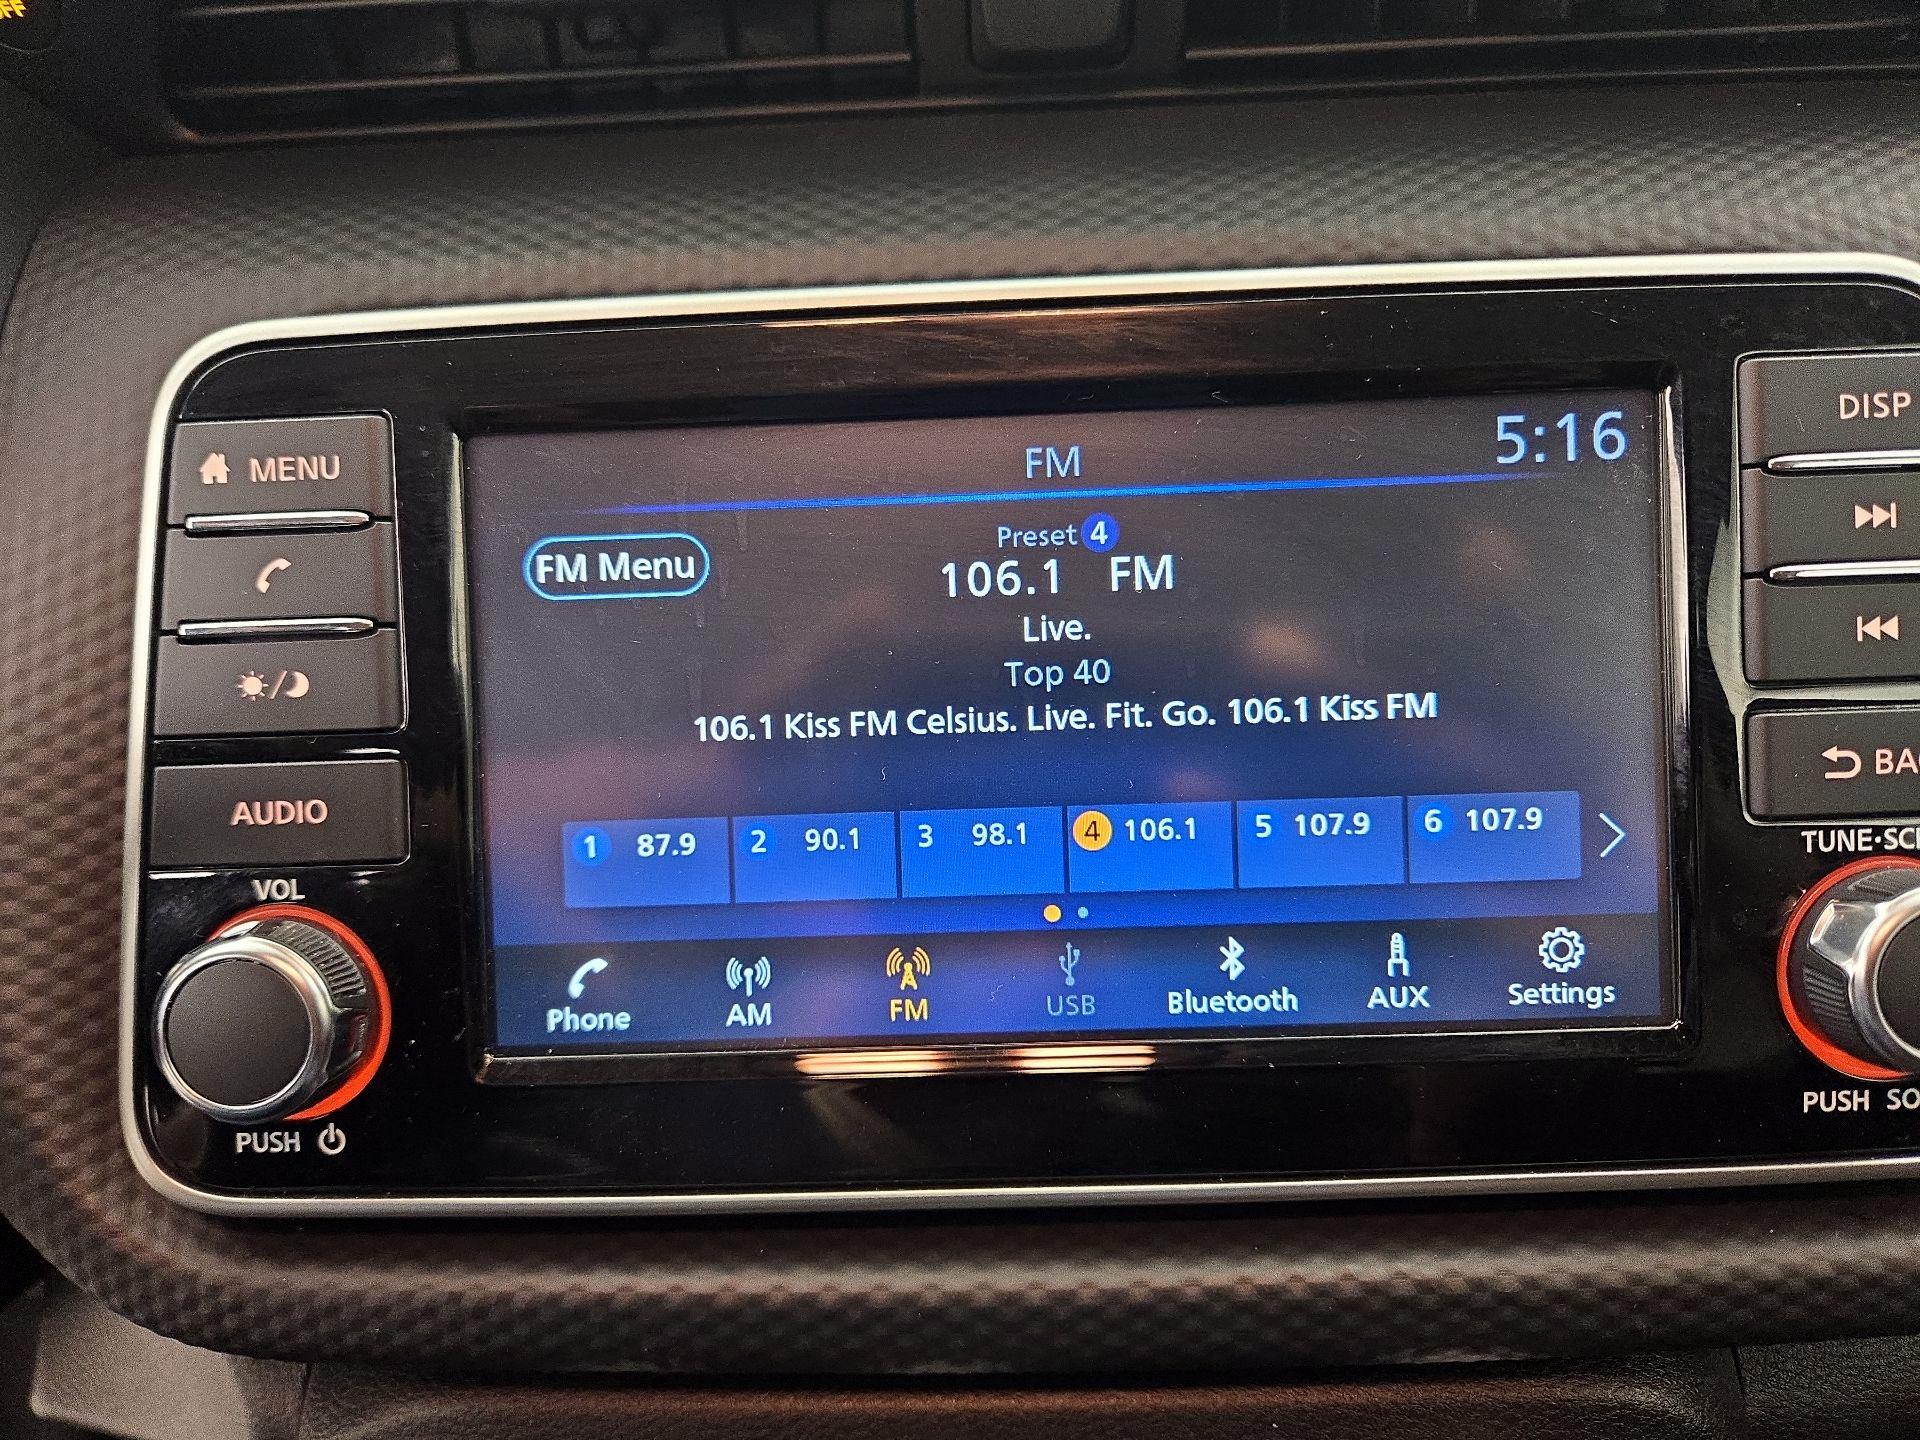 OFF
MENU
AUDIO
VOL
PUSH
FM
5:16
FM Menu
Preset 4
106.1 FM
Live.
Top 40
106.1 Kiss FM Celsius. Live. Fit. Go. 106.1 Kiss FM
1 87.9 2 90.1 3 98.1 4 106.1 5 107.9 6 107.9
Phone AM FM USB Bluetooth AUX Settings
DISP
BAC
TUNE·SCR
PUSH SO